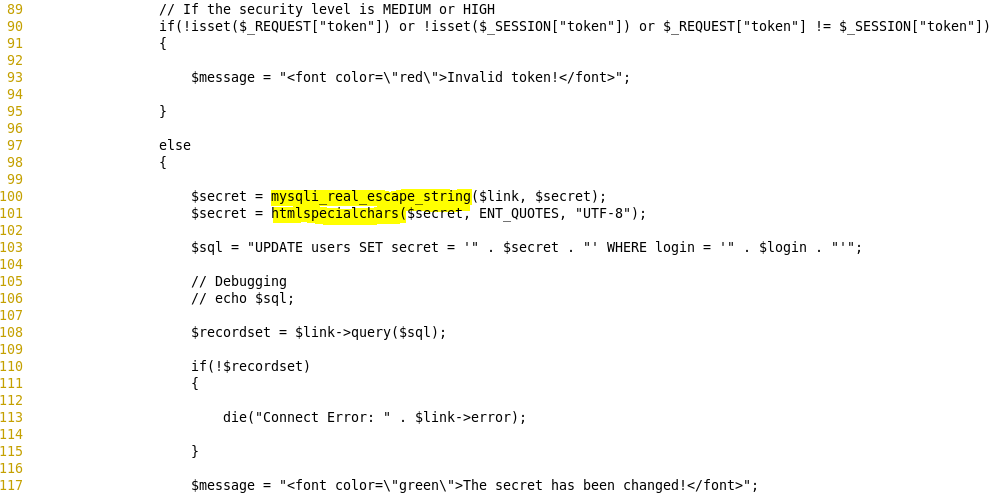 89 // If the security level is MEDIUM or HIGH
90 if(!isset($_REQUEST["token"]) or !isset($_SESSION["token"]) or $_REQUEST["token"] != $_SESSION["token"])
91 {
92
93 $message = "<font color=\"red\">Invalid token!</font>";
94
95 }
96
97 else
98 {
99
100 $secret = mysqli_real_escape_string($link, $secret);
101 $secret = htmlspecialchars($secret, ENT_QUOTES, "UTF-8");
102
103 $sql = "UPDATE users SET secret = '" . $secret . "' WHERE login = '" . $login . "'";
104
105 // Debugging
106 // echo $sql;
107
108 $recordset = $link->query($sql);
109
110 if(!$recordset)
111 {
112
113 die("Connect Error: " . $link->error);
114
115 }
116
117 $message = "<font color=\"green\">The secret has been changed!</font>";